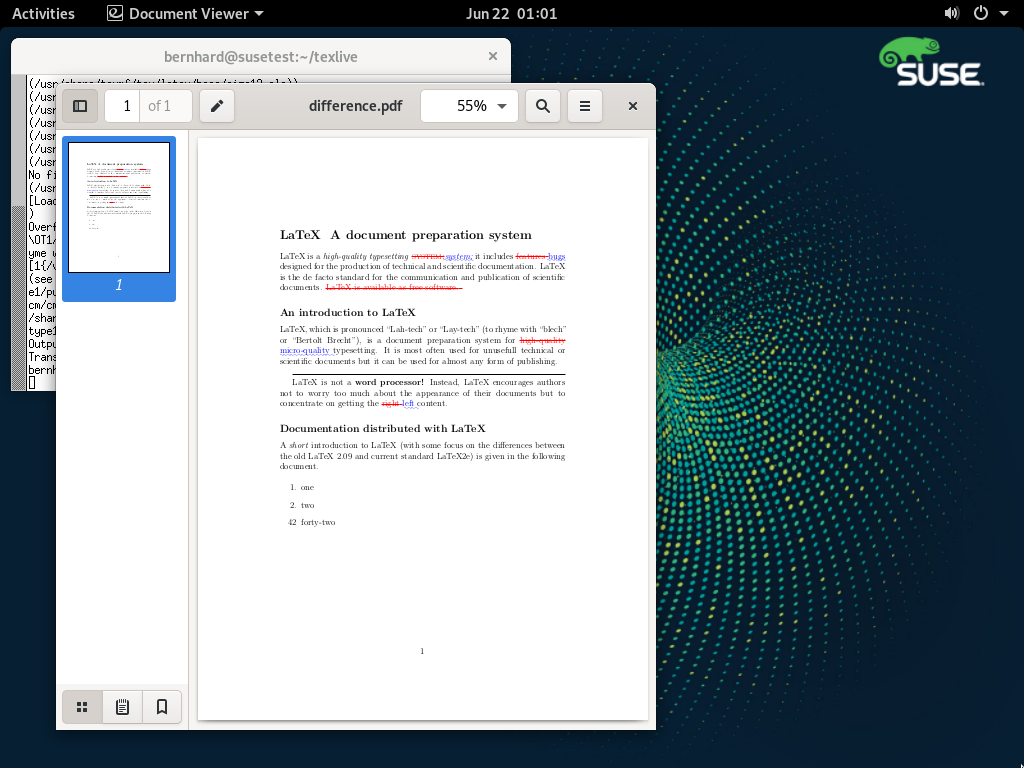 Activities Document Viewer Jun 22 01:01
SUSE
bernhard@susetest:~/texlive
(/usr/share/texmf/tex/latex/base/size12.clo))
(/usr
(/usr
(/usr
(/usr
(/usr
(/usr
No fi
(/usr
[Load
)
Overf
\OT1/
yme w
[1{/v
(see
e1/pu
cm/cm
/shar
type1
Outpu
Trans
bernh
1 of 1 difference.pdf 55%
1
LaTeX A document preparation system
LaTeX is a high-quality typesetting SYSTEM; system; it includes features bugs
designed for the production of technical and scientific documentation. LaTeX
is the de facto standard for the communication and publication of scientific
documents. LaTeX is available as free software.
An introduction to LaTeX
LaTeX, which is pronounced “Lah-tech” or “Lay-tech” (to rhyme with “blech”
or “Bertolt Brecht”), is a document preparation system for high-quality
micro-quality typesetting. It is most often used for unusefull technical or
scientific documents but it can be used for almost any form of publishing.
LaTeX is not a word processor! Instead, LaTeX encourages authors
not to worry too much about the appearance of their documents but to
concentrate on getting the right left content.
Documentation distributed with LaTeX
A short introduction to LaTeX (with some focus on the differences between
the old LaTeX 2.09 and current standard LaTeX2e) is given in the following
document.
1. one
2. two
42 forty-two
1